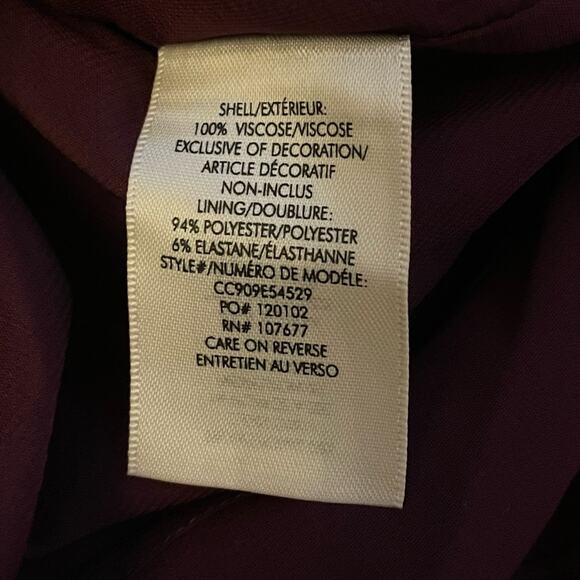 SHELL/EXTÉRIEUR:
100% VISCOSE/VISCOSE
EXCLUSIVE OF DECORATION/
ARTICLE DÉCORATIF
NON-INCLUS
LINING/DOUBLURE:
94% POLYESTER/POLYESTER
6% ELASTANE/ÉLASTHANNE
STYLE#/NUMÉRO DE MODÉLE:
CC909E54529
PO# 120102
RN# 107677
CARE ON REVERSE
ENTRETIEN AU VERSO